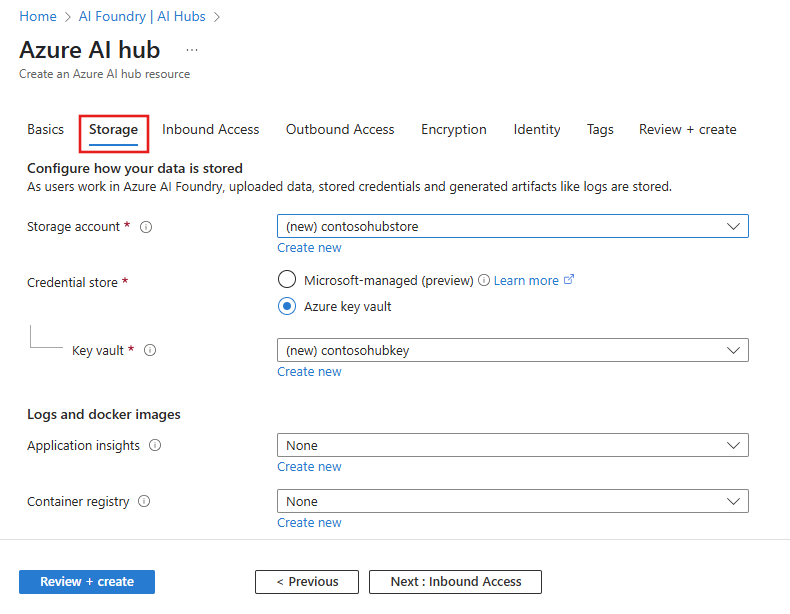 Home > AI Foundry | AI Hubs >
Azure AI hub ...
Create an Azure AI hub resource
Basics Storage Inbound Access Outbound Access Encryption Identity Tags Review + create
Configure how your data is stored
As users work in Azure AI Foundry, uploaded data, stored credentials and generated artifacts like logs are stored.
Storage account * (new) contosohubstore
Create new
Credential store * Microsoft-managed (preview) Learn more
Azure key vault
Key vault * (new) contosohubkey
Create new
Logs and docker images
Application insights None
Create new
Container registry None
Create new
Review + create < Previous Next : Inbound Access